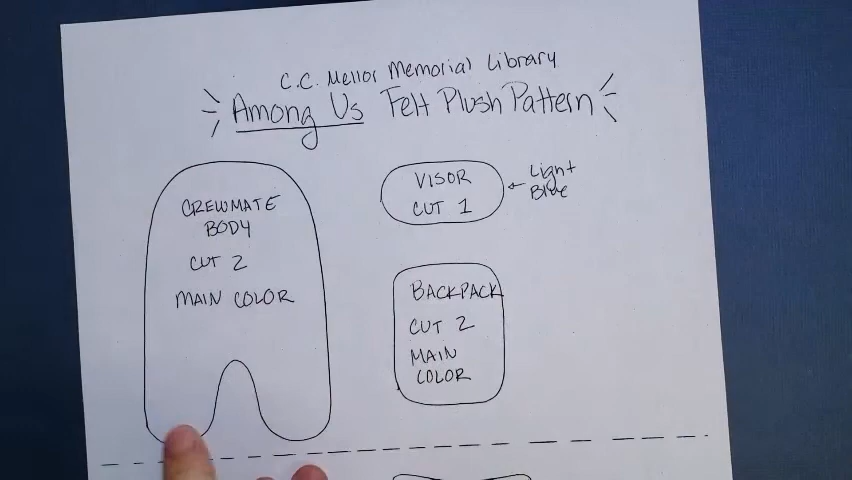 C.C. Mellor Memorial Library
Among Us Felt Plush Pattern
CREWMATE
BODY
CUT 2
MAIN COLOR
VISOR
CUT 1
Light
Blue
BACKPACK
CUT 2
MAIN
COLOR